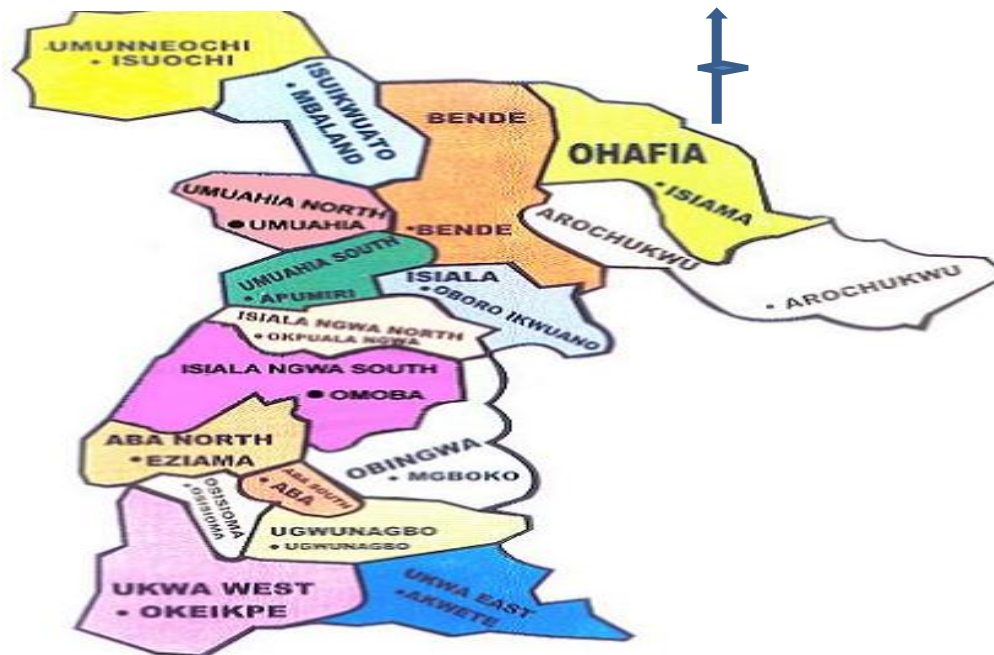 UMUNNEOCHI
ISUOCHI
ISUIKWUATO
MBALAND
BENDE
BENDE
OHAFIA
ISIAMA
UMUAHIA NORTH
UMUAHIA
AROCHUKWU
AROCHUKWU
UMUAHIA SOUTH
APUMIRI
ISIALA
OBORO IKWUANO
ISIALA NGWA NORTH
OKPUALA NGWA
ISIALA NGWA SOUTH
OMOBA
ABA NORTH
EZIAMA
OBINGWA
MGBOKO
OSISIOMA
OSISIOMA
ABA SOUTH
ABA
UGWUNAGBO
UGWUNAGBO
UKWA WEST
OKEIKPE
UKWA EAST
AKWETE